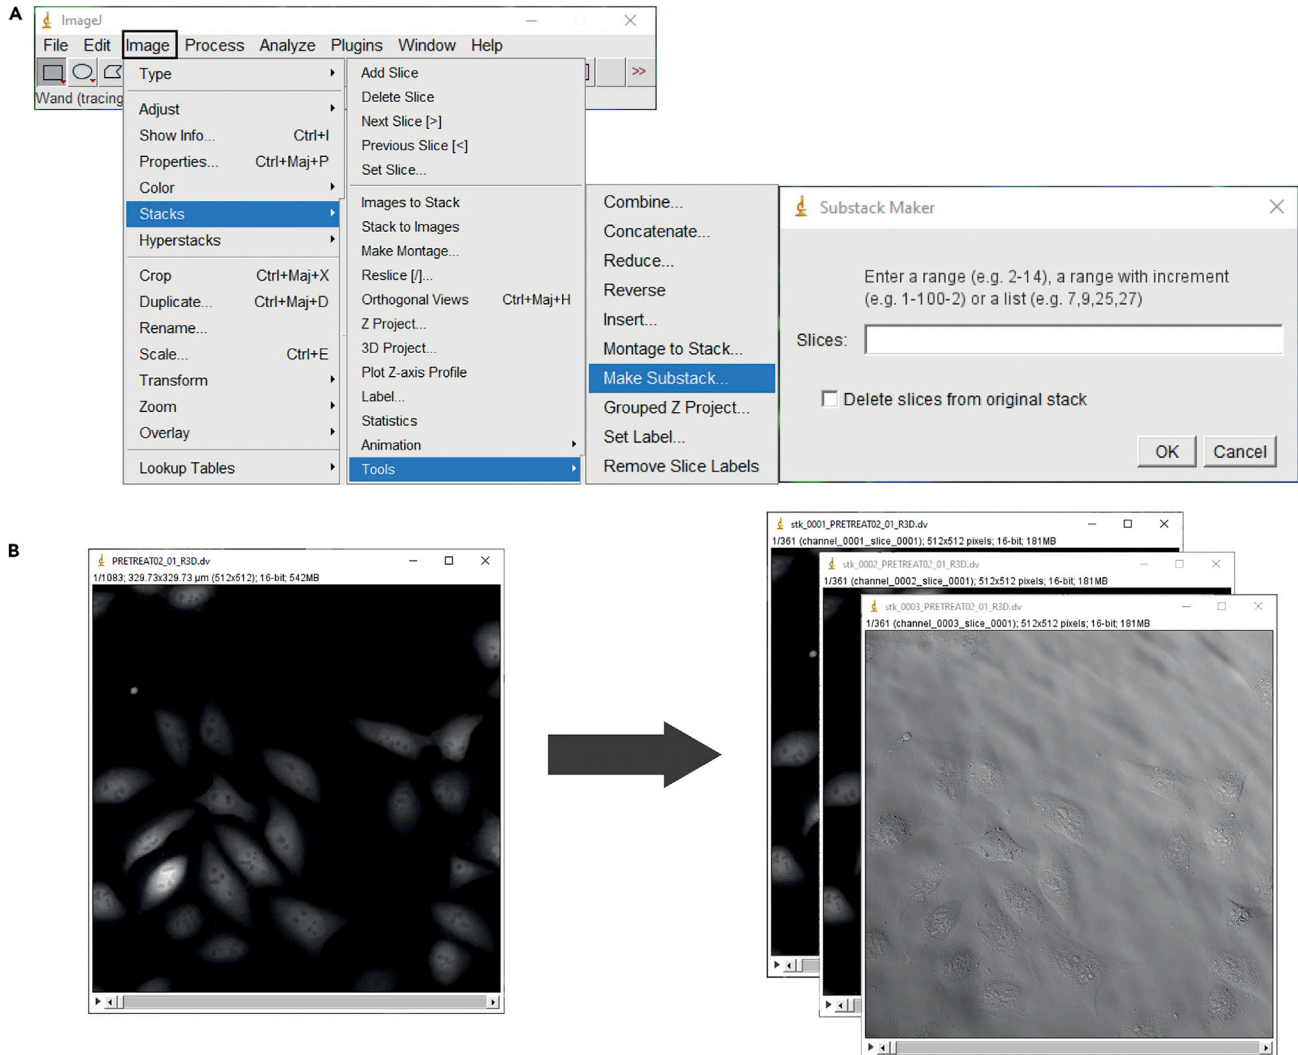 A
ImageJ
File Edit Image Process Analyze Plugins Window Help
>>
Wand (tracing
Type
Adjust
Show Info... Ctrl+I
Properties... Ctrl+Maj+P
Color
Stacks
Hyperstacks
Crop Ctrl+Maj+X
Duplicate... Ctrl+Maj+D
Rename...
Scale... Ctrl+E
Transform
Zoom
Overlay
Lookup Tables
Add Slice
Delete Slice
Next Slice [>]
Previous Slice [<]
Set Slice...
Images to Stack
Stack to Images
Make Montage...
Reslice [/]...
Orthogonal Views Ctrl+Maj+H
Z Project...
3D Project...
Plot Z-axis Profile
Label...
Statistics
Animation
Tools
Combine...
Concatenate...
Reduce...
Reverse
Insert...
Montage to Stack...
Make Substack...
Grouped Z Project...
Set Label...
Remove Slice Labels
Substack Maker
Enter a range (e.g. 2-14), a range with increment
(e.g. 1-100-2) or a list (e.g. 7,9,25,27)
Slices:
Delete slices from original stack
OK Cancel
B
PRETREAT02_01_R3D.dv
1/1083; 329.73x329.73 µm (512x512); 16-bit; 542MB
stk_0001_PRETREAT02_01_R3D.dv
1/361 (channel_0001_slice_0001); 512x512 pixels; 16-bit; 181MB
stk_0002_PRETREAT02_01_R3D.dv
1/361 (channel_0002_slice_0001); 512x512 pixels; 16-bit; 181MB
stk_0003_PRETREAT02_01_R3D.dv
1/361 (channel_0003_slice_0001); 512x512 pixels; 16-bit; 181MB